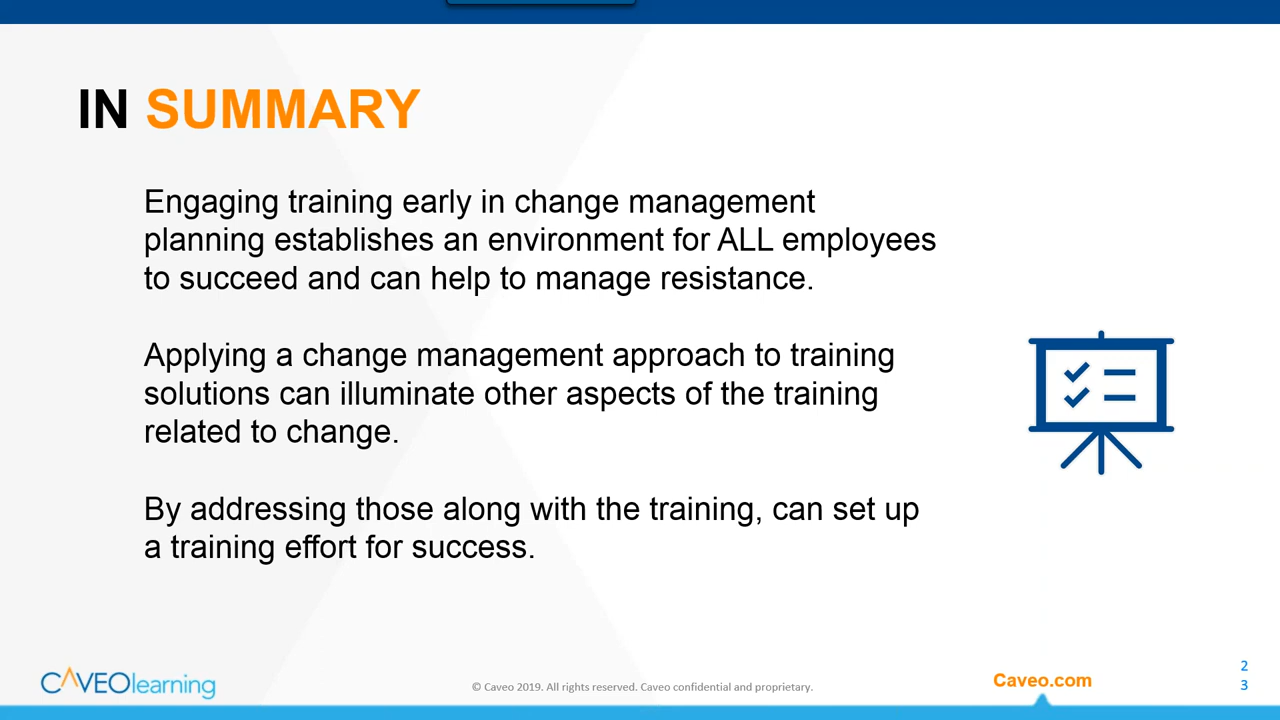 IN SUMMARY
Engaging training early in change management
planning establishes an environment for ALL employees
to succeed and can help to manage resistance.
Applying a change management approach to training
solutions can illuminate other aspects of the training
related to change.
By addressing those along with the training, can set up
a training effort for success.
CAVEOlearning
© Caveo 2019. All rights reserved. Caveo confidential and proprietary.
Caveo.com
2
3